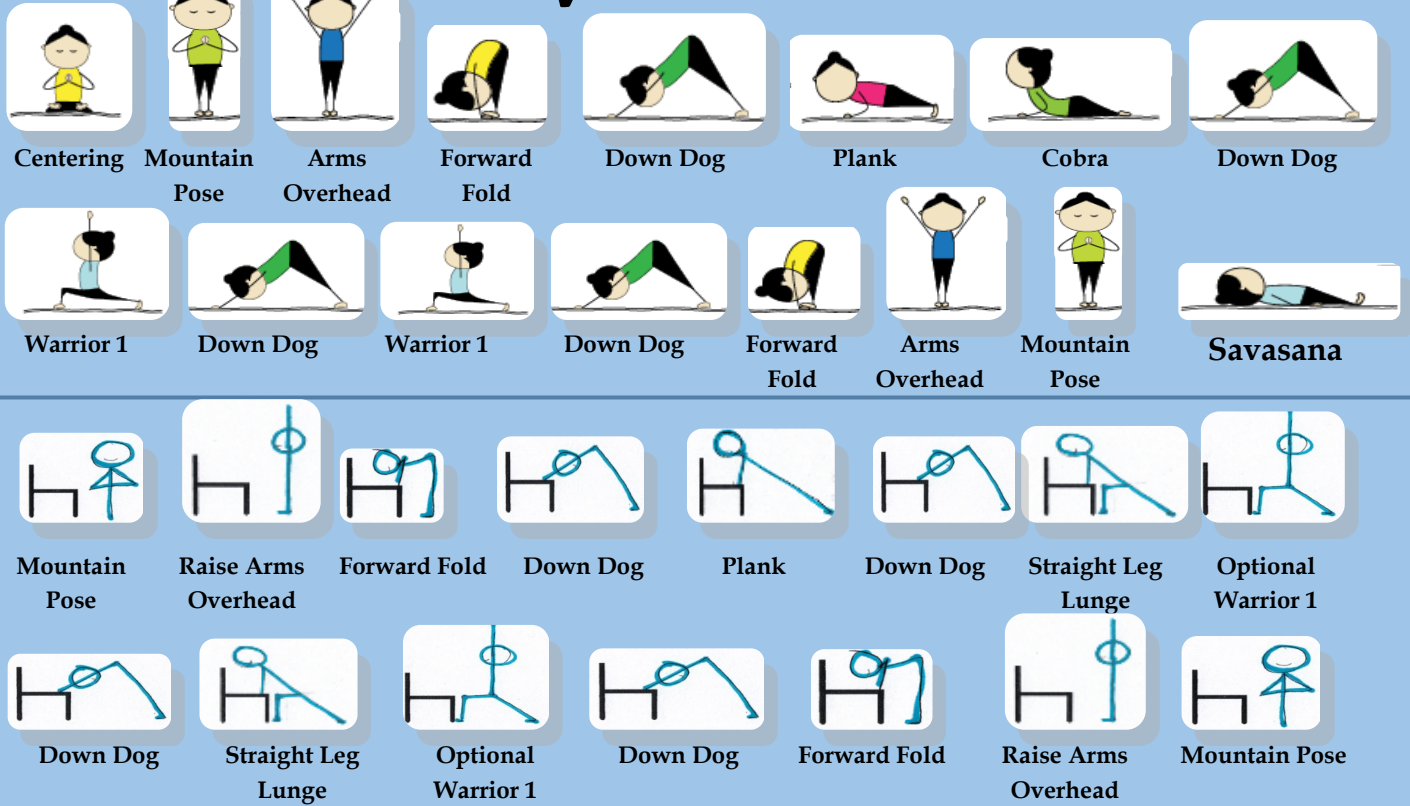 Centering Mountain Arms Forward Down Dog Plank Cobra Down Dog
Pose Overhead Fold
Warrior 1 Down Dog Warrior 1 Down Dog Forward Arms Mountain Savasana
Fold Overhead Pose
Mountain Raise Arms Forward Fold Down Dog Plank Down Dog Straight Leg Optional
Pose Overhead Lunge Warrior 1
Down Dog Straight Leg Optional Down Dog Forward Fold Raise Arms Mountain Pose
Lunge Warrior 1 Overhead